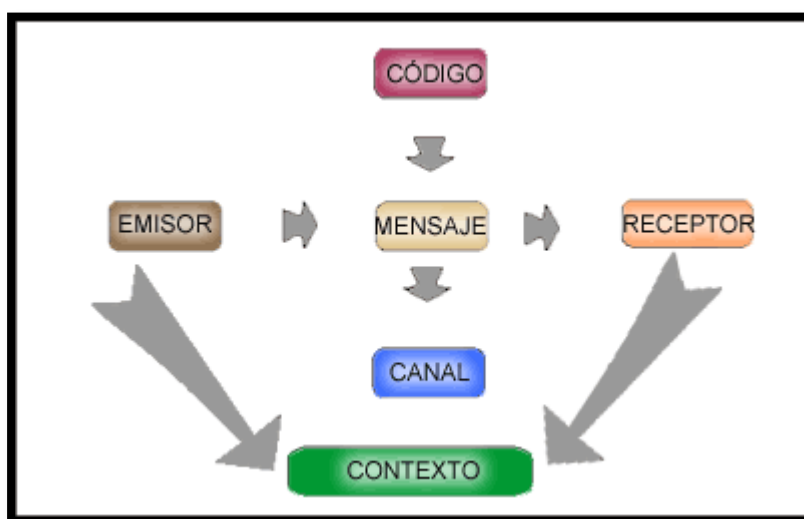 CÓDIGO
EMISOR
MENSAJE
RECEPTOR
CANAL
CONTEXTO